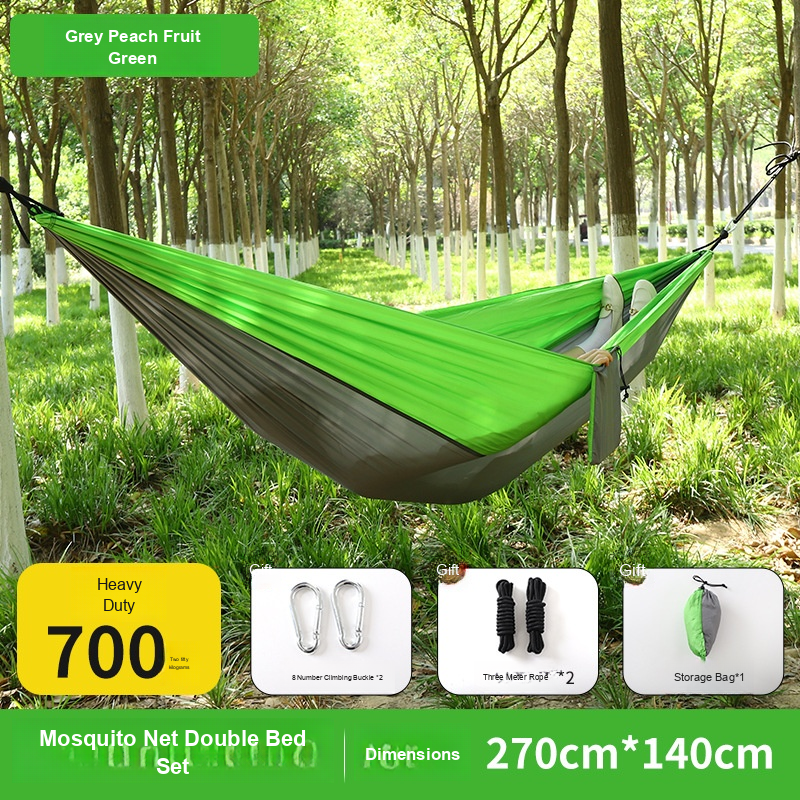 Grey Peach Fruit
Green
Heavy
Duty
700
Gift
8 Number Climbing Buckle *2
Gift
Three Meter Rope *2
Gift
Storage Bag*1
Mosquito Net Double Bed
Set
Dimensions
270cm*140cm